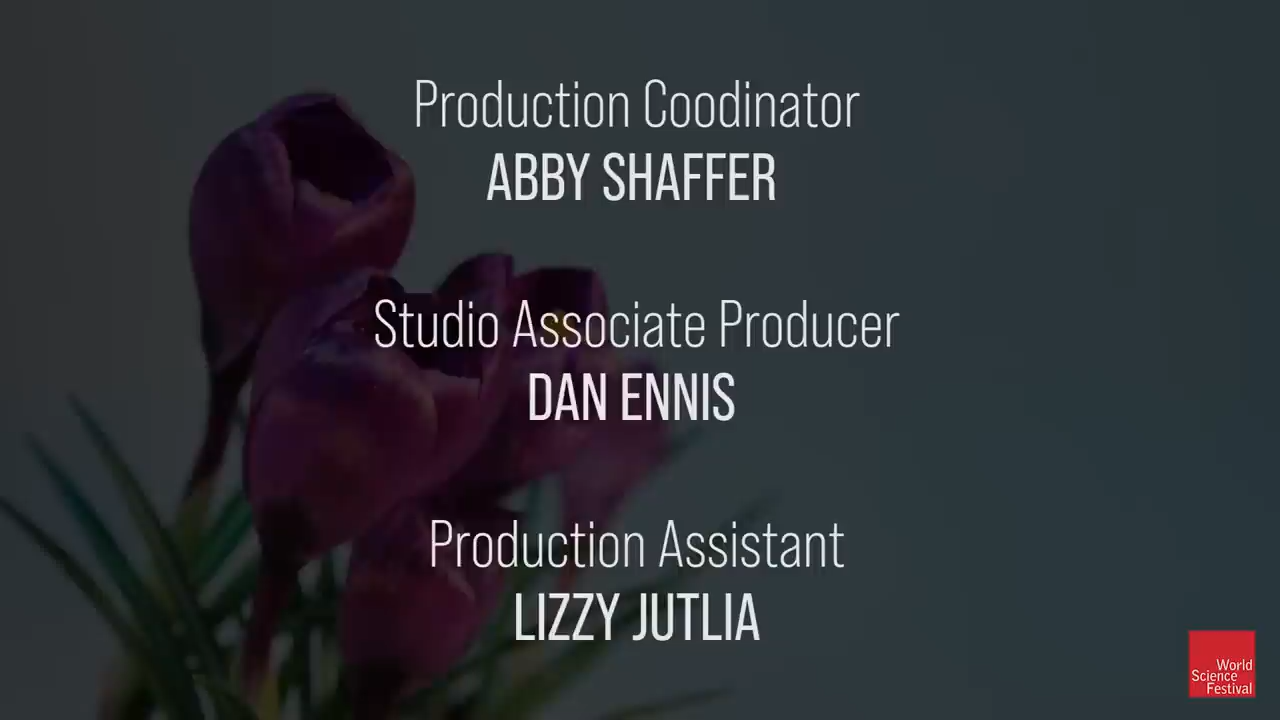 Production Coodinator
ABBY SHAFFER
Studio Associate Producer
DAN ENNIS
Production Assistant
LIZZY JUTLIA
World
Science
Festival